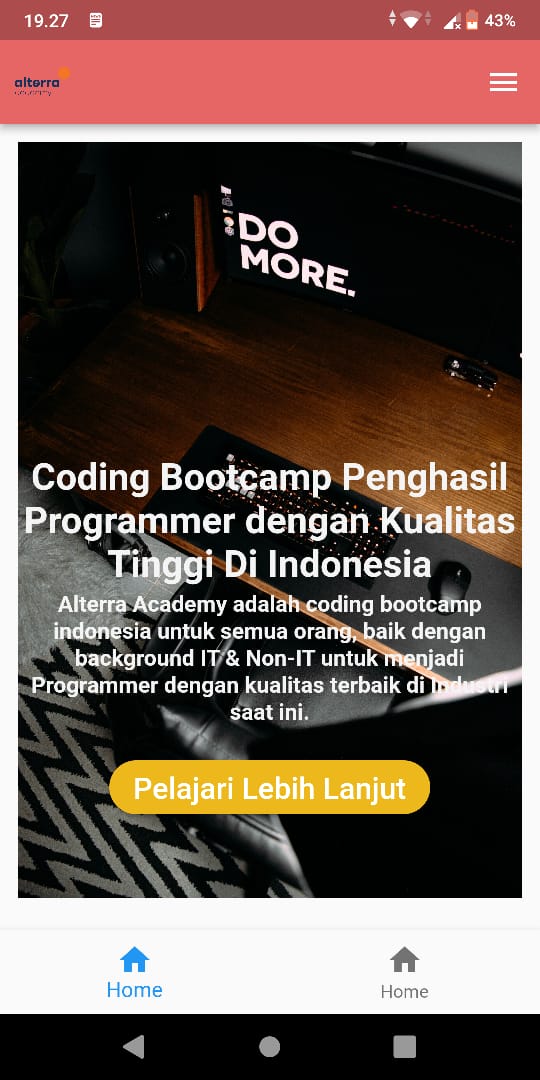 19.27
43%
alterra
academy
DO
MORE.
Coding Bootcamp Penghasil
Programmer dengan Kualitas
Tinggi Di Indonesia
Alterra Academy adalah coding bootcamp
indonesia untuk semua orang, baik dengan
background IT & Non-IT untuk menjadi
Programmer dengan kualitas terbaik di Industri
saat ini.
Pelajari Lebih Lanjut
Home
Home